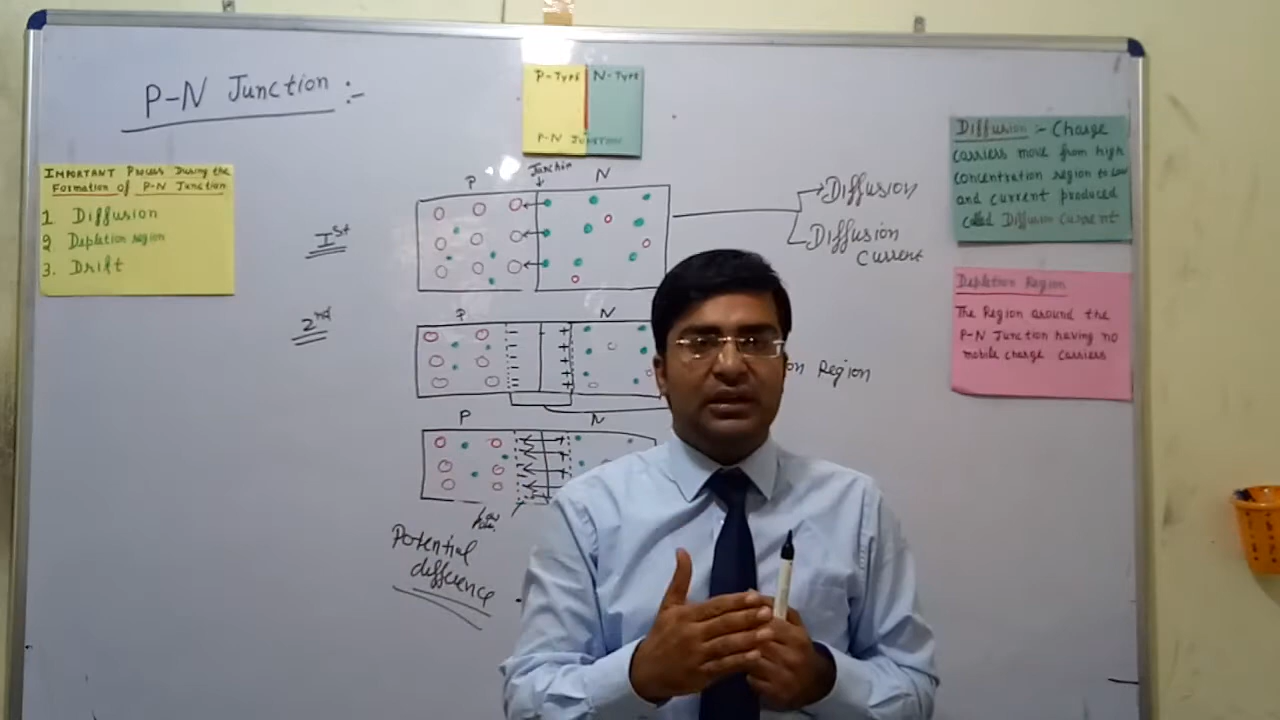 P-N Junction :-
IMPORTANT Process During the
Formation of P-N Junction
1 Diffusion
2 Depletion region
3. Drift
P-TYPE N-TYPE
P-N JUNCTION
Junction
P N
Ist
Diffusion
Diffusion
Current
2nd
P N
on Region
P N
Potential
difference
Diffusion :- Charge
carriers move from high
concentration region to low
and current produced
called Diffusion current
Depletion Region
The Region around the
P-N Junction having no
mobile charge carriers